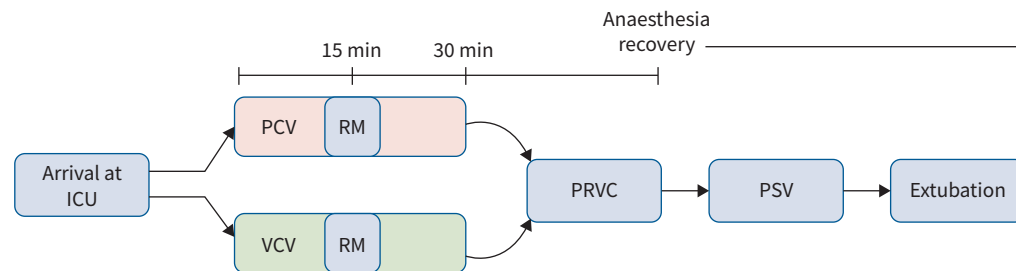 Anaesthesia
recovery
15 min
30 min
PCV
RM
Arrival at
ICU
PRVC
PSV
Extubation
VCV
RM